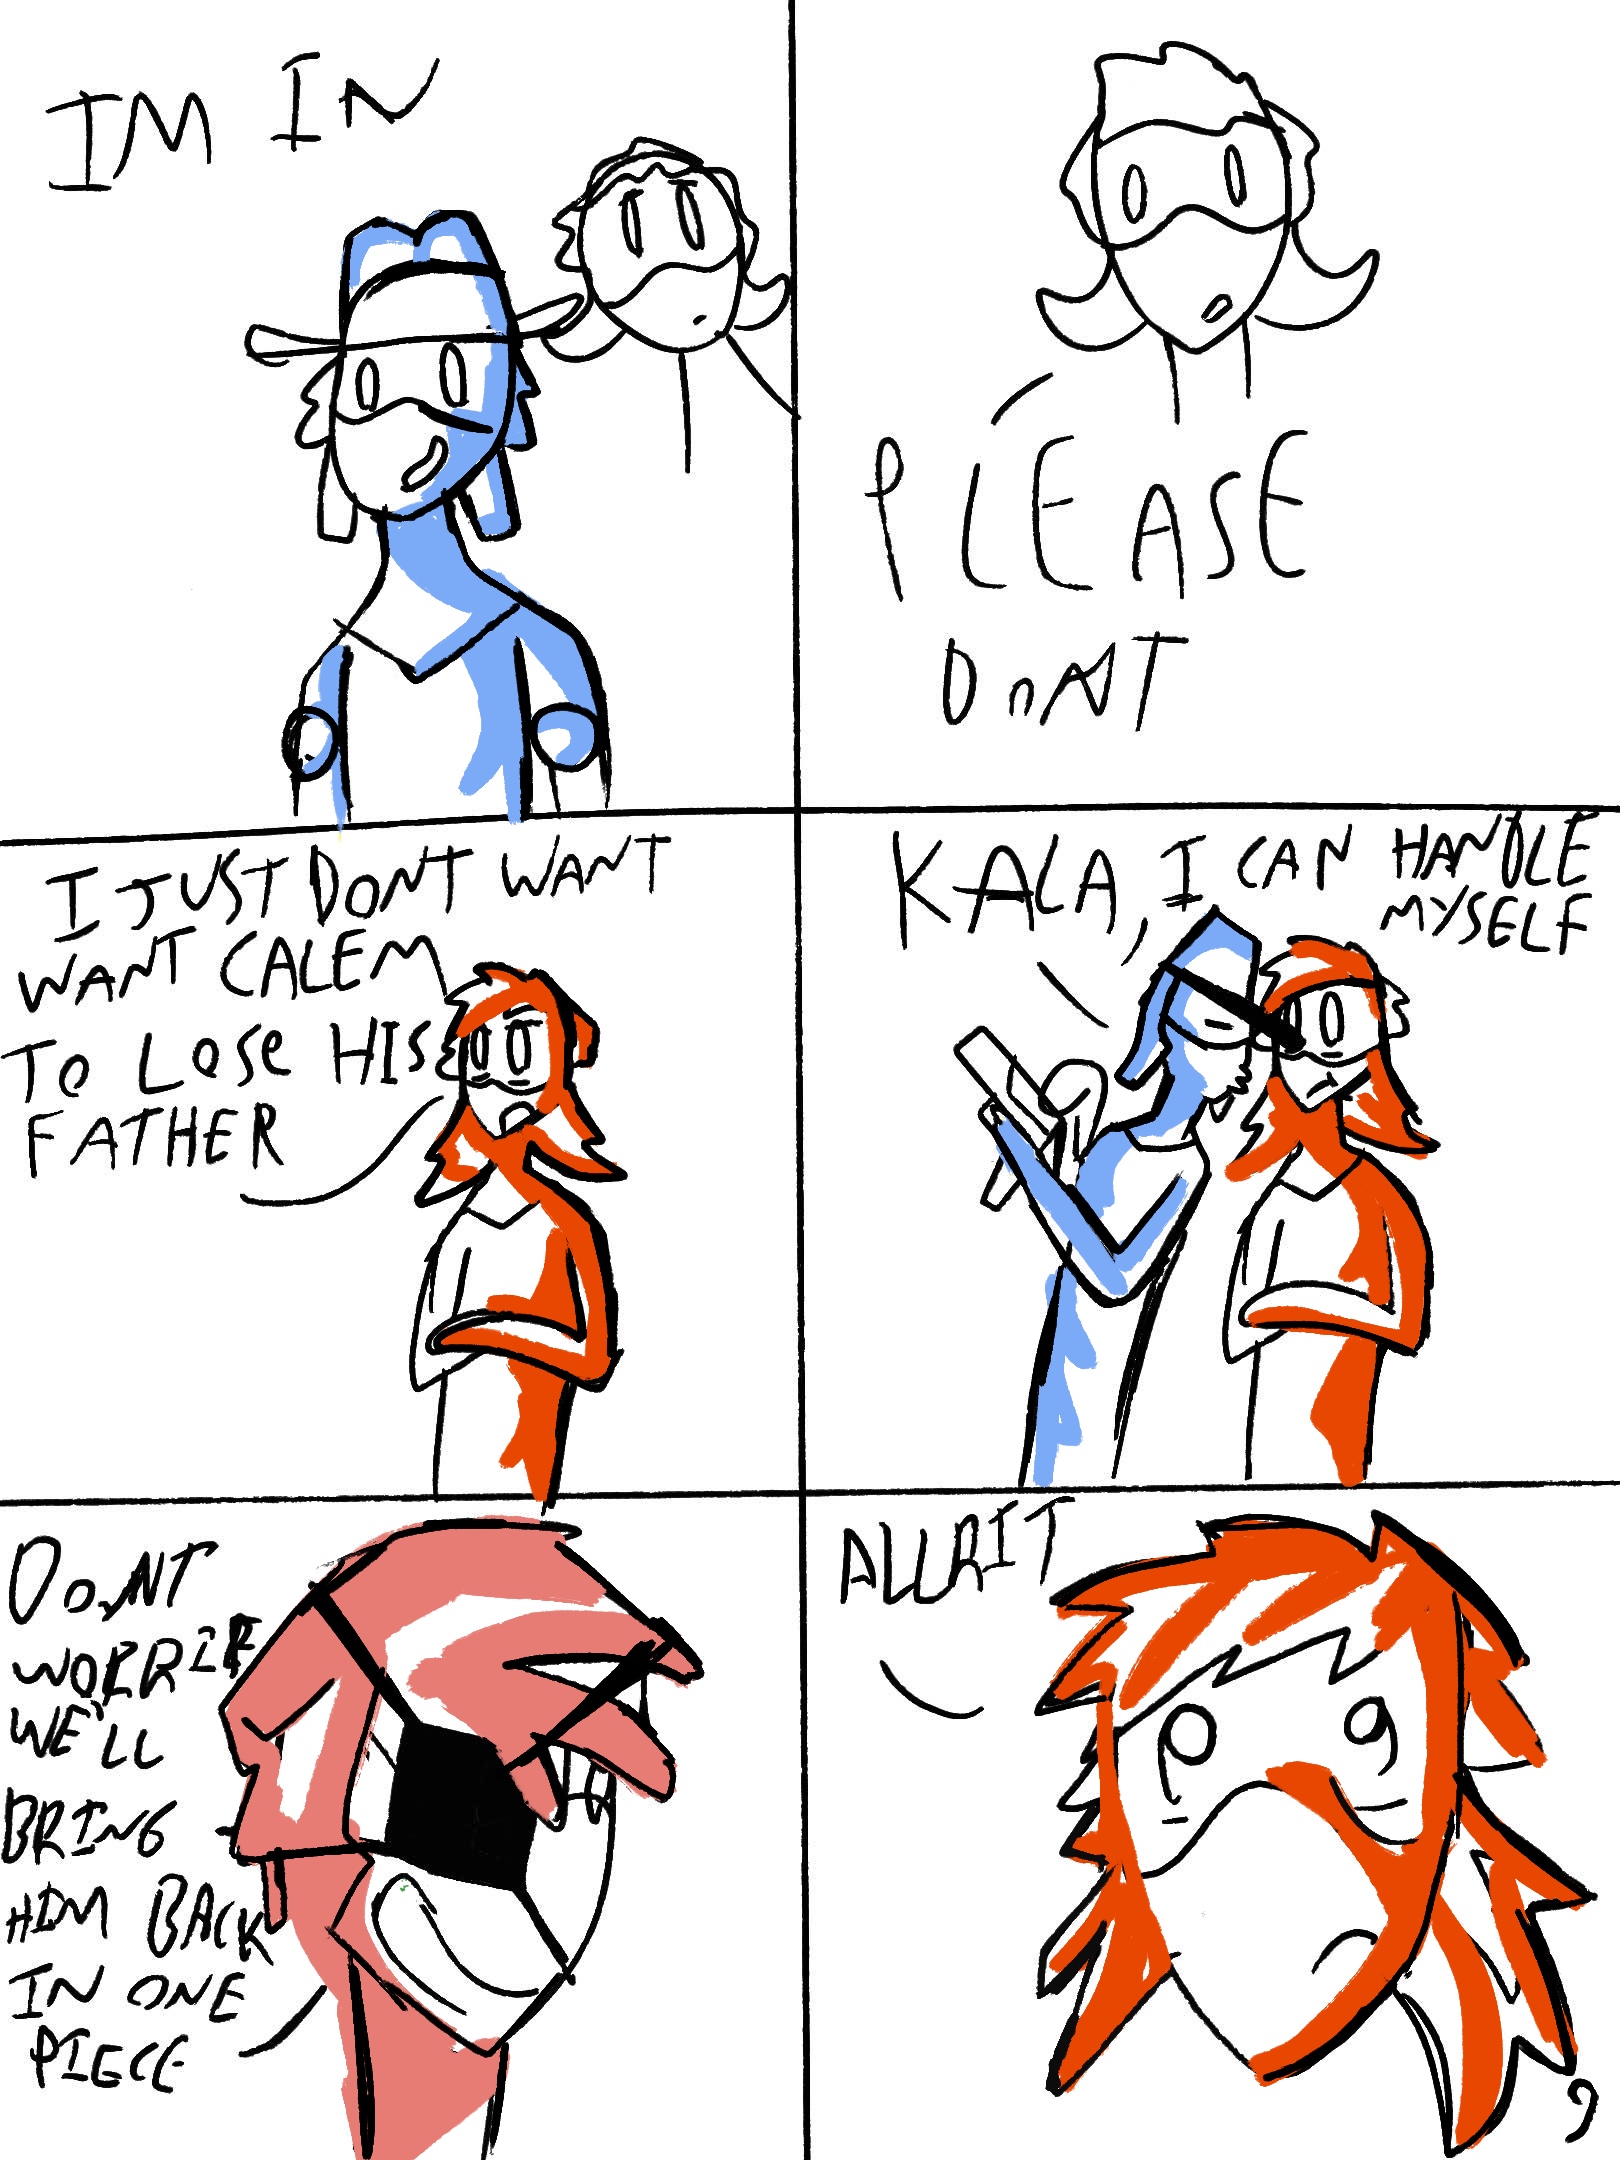 IM IN
PLEASE
DONT
I JUST DONT WANT
WANT CALEM
TO LOSE HIS
FATHER
KALA, I CAN HANDLE
MYSELF
DONT
WORRIE
WE'LL
BRING
HIM BACK
IN ONE
PIECE
ALLRIT
9